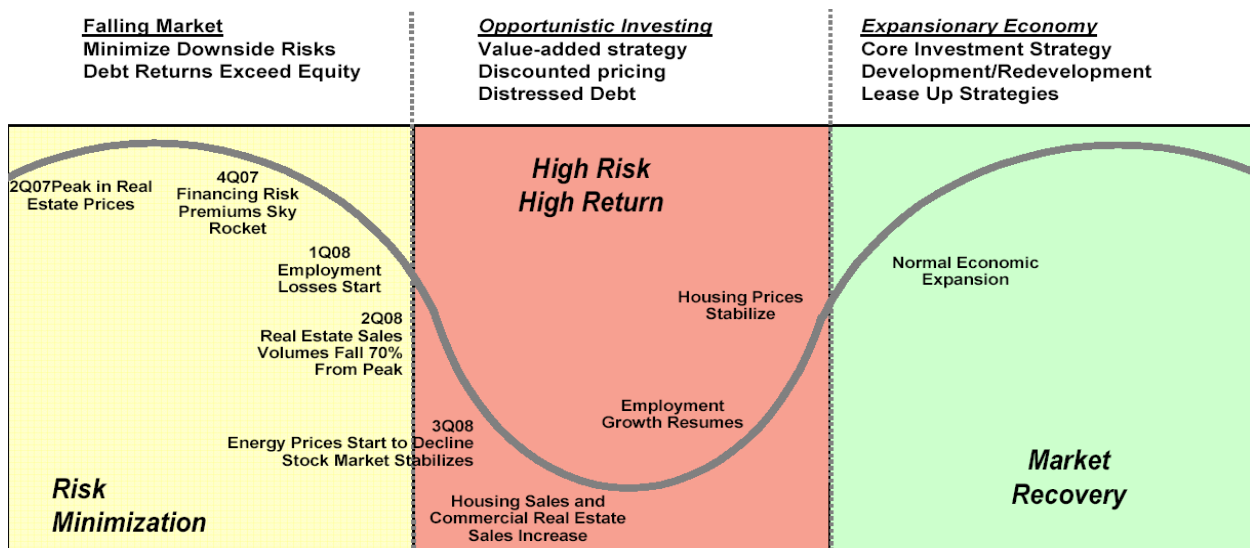 Falling Market
Minimize Downside Risks
Debt Returns Exceed Equity
Opportunistic Investing
Value-added strategy
Discounted pricing
Distressed Debt
Expansionary Economy
Core Investment Strategy
Development/Redevelopment
Lease Up Strategies
2Q07Peak in Real
Estate Prices
4Q07
Financing Risk
Premiums Sky
Rocket
1Q08
Employment
Losses Start
2Q08
Real Estate Sales
Volumes Fall 70%
From Peak
3Q08
Energy Prices Start to Decline
Stock Market Stabilizes
Risk
Minimization
High Risk
High Return
Housing Prices
Stabilize
Employment
Growth Resumes
Housing Sales and
Commercial Real Estate
Sales Increase
Normal Economic
Expansion
Market
Recovery